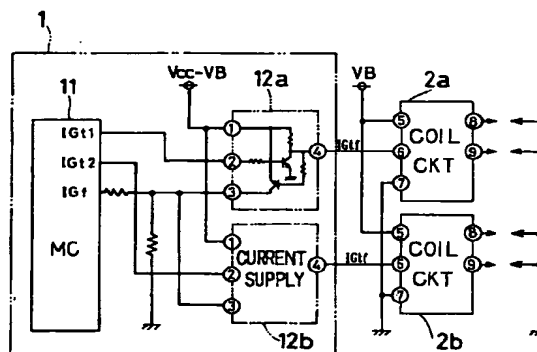 1
11
Vcc-VB
12a
VB
2a
IGt1
IGt2
IGf
MC
1
2
3
4
IGtf
5
6
7
8
9
COIL
CKT
1
2
3
4
CURRENT
SUPPLY
IGtf
5
6
7
8
9
COIL
CKT
12b
2b